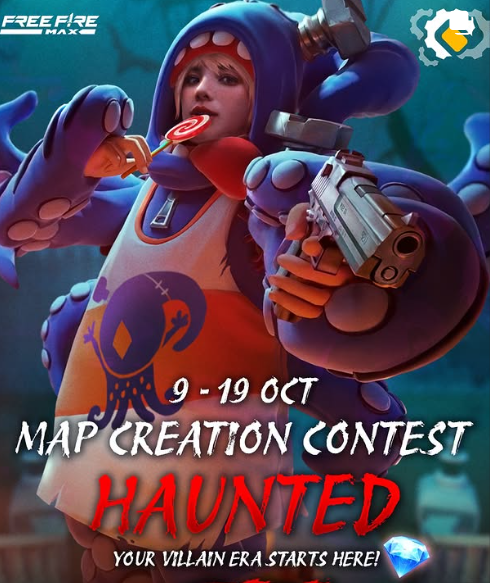 FREE FIRE
MAX
9 - 19 OCT
MAP CREATION CONTEST
HAUNTED
YOUR VILLAIN ERA STARTS HERE!